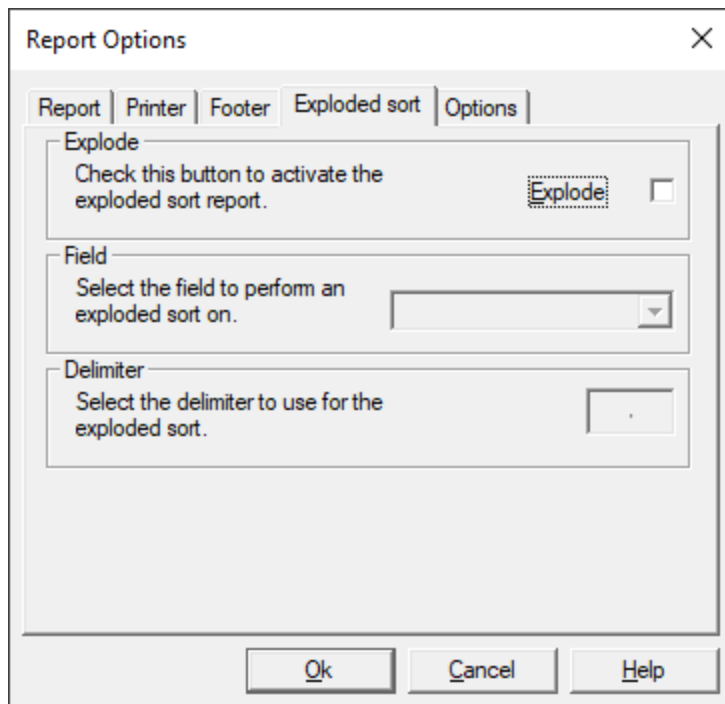 Report Options
Report Printer Footer Exploded sort Options
Explode
Check this button to activate the
exploded sort report.
Explode
Field
Select the field to perform an
exploded sort on.
Delimiter
Select the delimiter to use for the
exploded sort.
.
Ok Cancel Help